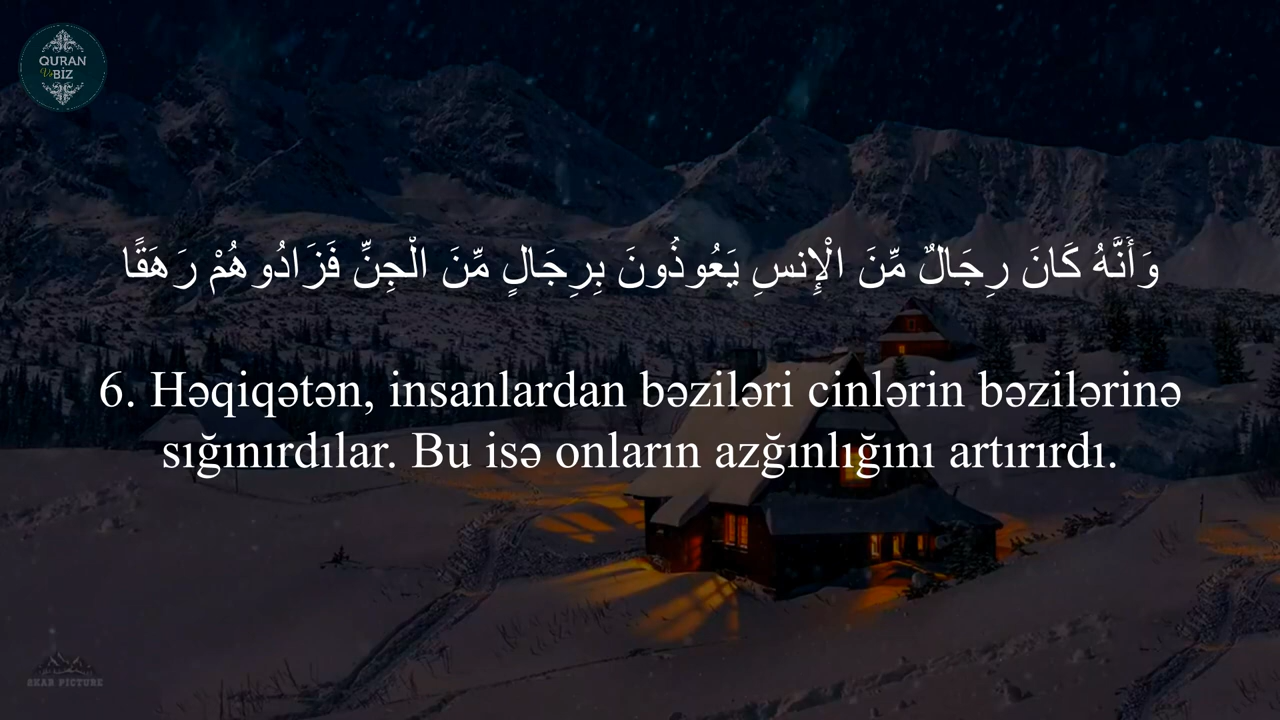 QURAN
Və BİZ
وَأَنَّهُ كَانَ رِجَالٌ مِّنَ الْإِنسِ يَعُوذُونَ بِرِجَالٍ مِّنَ الْجِنِّ فَزَادُوهُمْ رَهَقًا
6. Həqiqətən, insanlardan bəziləri cinlərin bəzilərinə
sığınırdılar. Bu isə onların azğınlığını artırırdı.
AKAR PICTURE